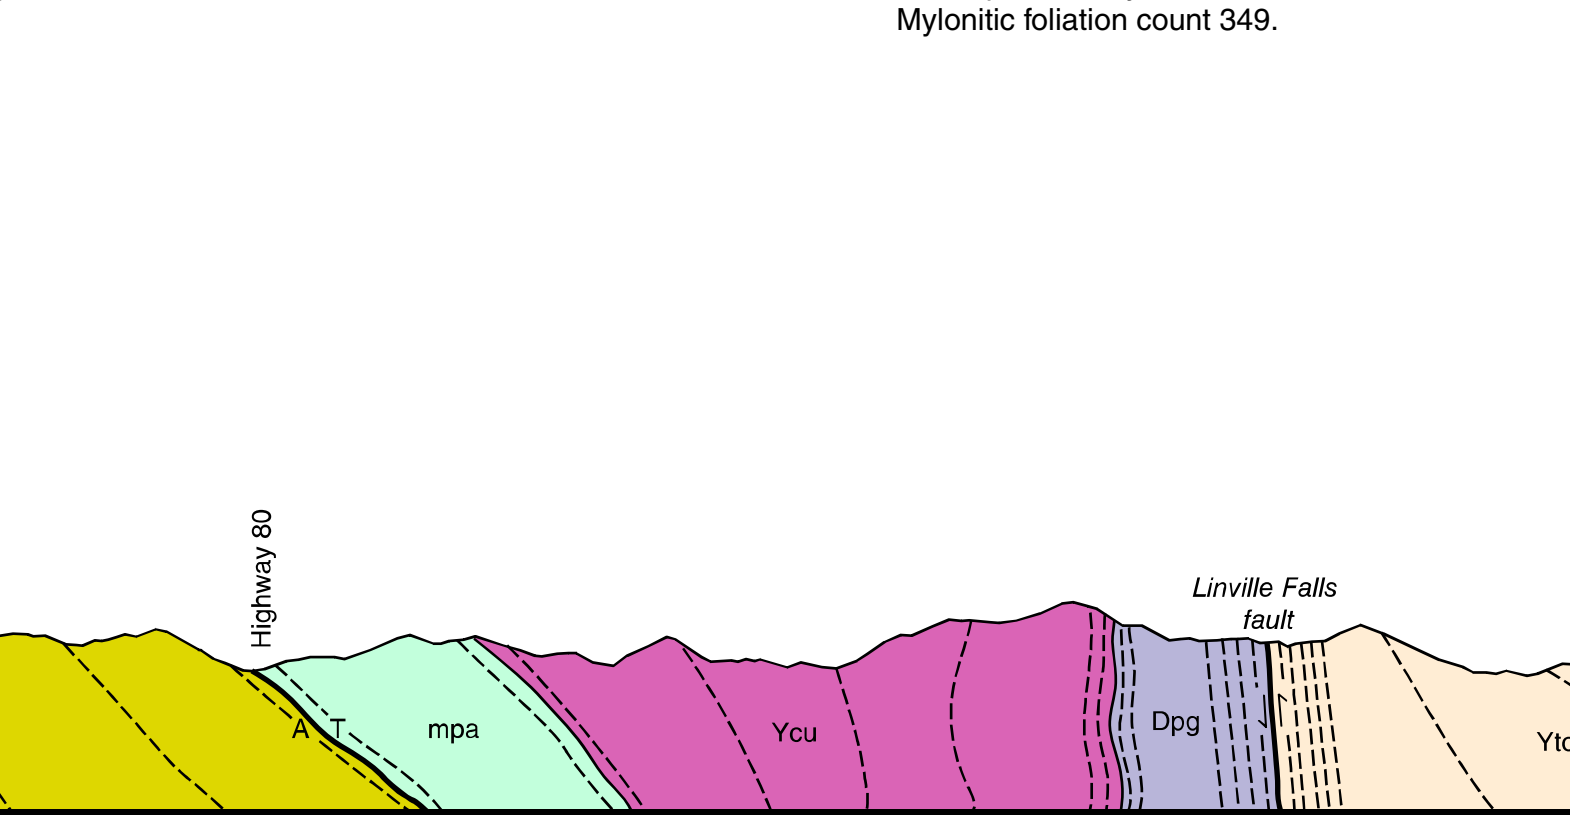 Mylonitic foliation count 349.
Highway 80
Linville Falls
fault
A T
mpa
Ycu
Dpg